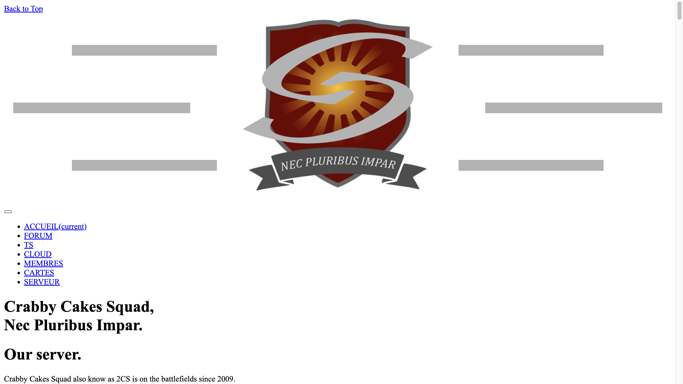 Back to Top
NEC PLURIBUS IMPAR
ACCUEIL(current)
FORUM
TS
CLOUD
MEMBRES
CARTES
SERVEUR
Crabby Cakes Squad,
Nec Pluribus Impar.
Our server.
Crabby Cakes Squad also know as 2CS is on the battlefields since 2009.